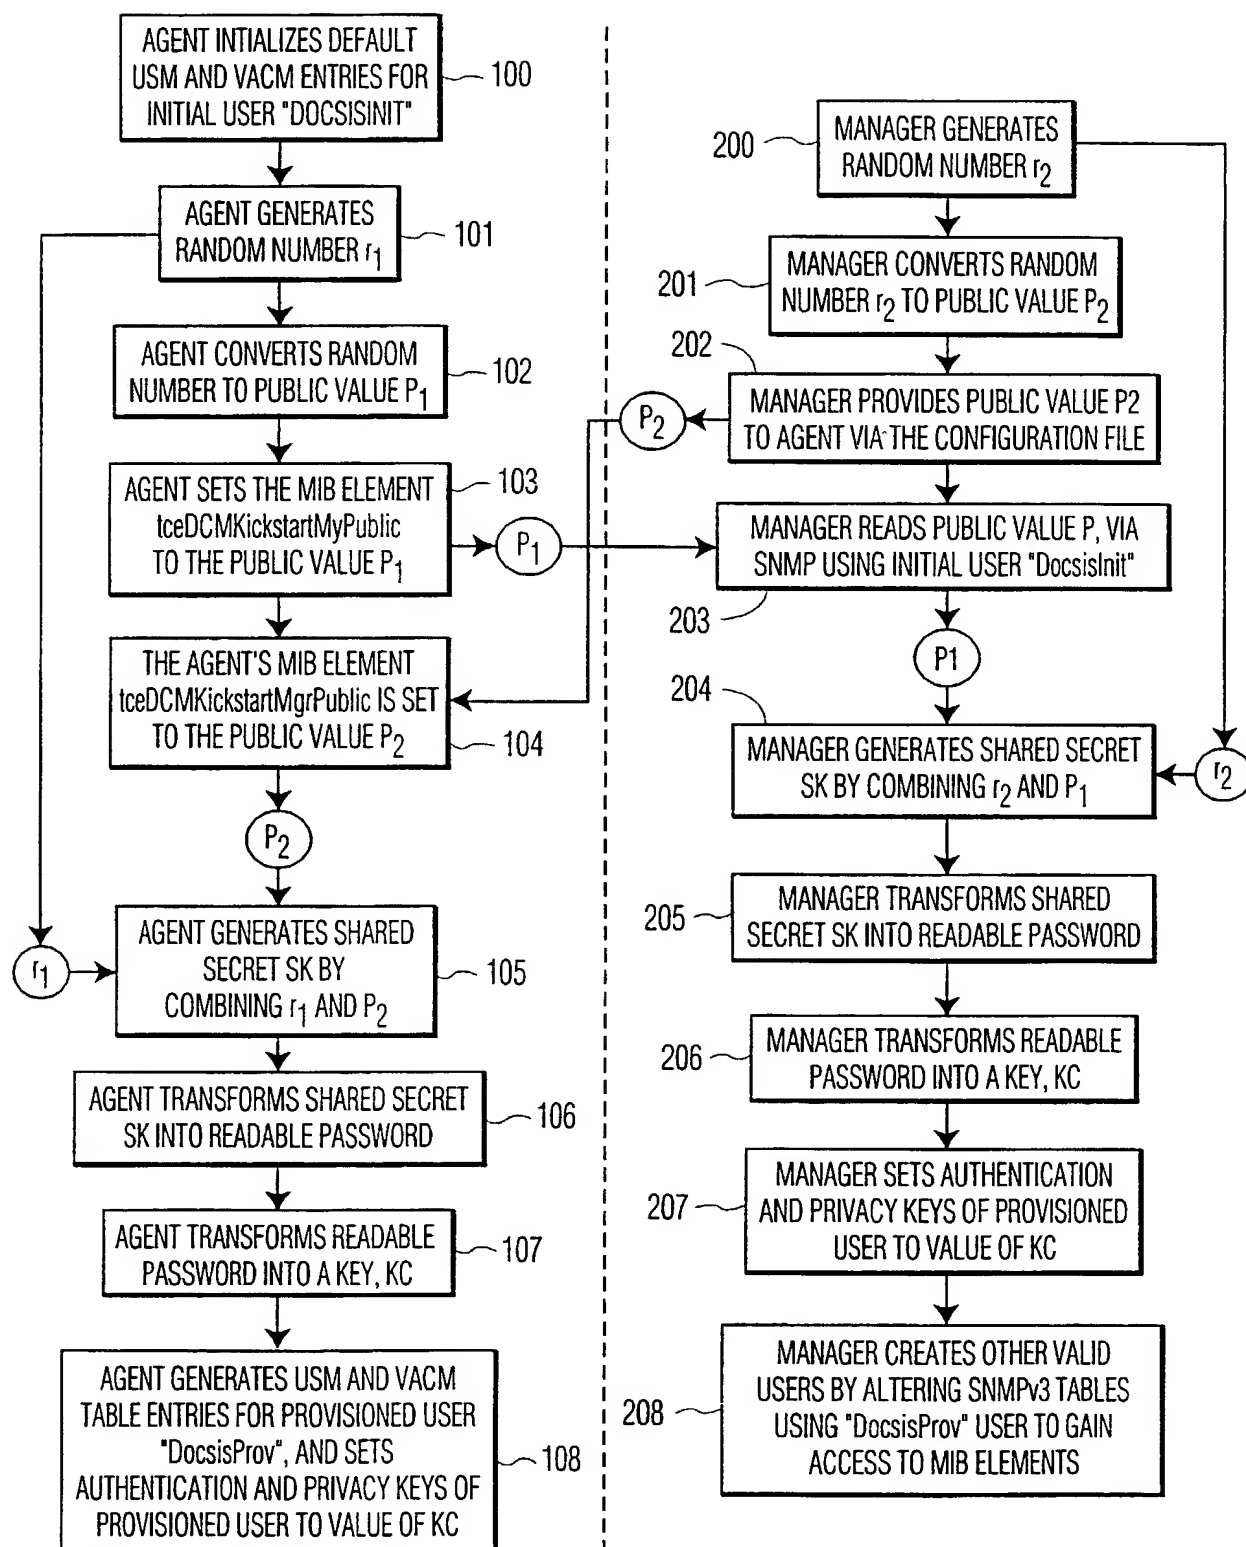 AGENT INTIALIZES DEFAULT
USM AND VACM ENTRIES FOR
INITIAL USER "DOCSISINIT"
100
AGENT GENERATES
RANDOM NUMBER r1
101
AGENT CONVERTS RANDOM
NUMBER TO PUBLIC VALUE P1
102
AGENT SETS THE MIB ELEMENT
tceDCMKickstartMyPublic
TO THE PUBLIC VALUE P1
103
P1
THE AGENT'S MIB ELEMENT
tceDCMKickstartMgrPublic IS SET
TO THE PUBLIC VALUE P2
104
P2
r1
AGENT GENERATES SHARED
SECRET SK BY
COMBINING r1 AND P2
105
AGENT TRANSFORMS SHARED SECRET
SK INTO READABLE PASSWORD
106
AGENT TRANSFORMS READABLE
PASSWORD INTO A KEY, KC
107
AGENT GENERATES USM AND VACM
TABLE ENTRIES FOR PROVISIONED USER
"DocsisProv", AND SETS
AUTHENTICATION AND PRIVACY KEYS OF
PROVISIONED USER TO VALUE OF KC
108
200
MANAGER GENERATES
RANDOM NUMBER r2
201
MANAGER CONVERTS RANDOM
NUMBER r2 TO PUBLIC VALUE P2
202
P2
MANAGER PROVIDES PUBLIC VALUE P2
TO AGENT VIA THE CONFIGURATION FILE
MANAGER READS PUBLIC VALUE P, VIA
SNMP USING INITIAL USER "DocsisInit"
203
P1
204
MANAGER GENERATES SHARED SECRET
SK BY COMBINING r2 AND P1
r2
205
MANAGER TRANSFORMS SHARED
SECRET SK INTO READABLE PASSWORD
206
MANAGER TRANSFORMS READABLE
PASSWORD INTO A KEY, KC
207
MANAGER SETS AUTHENTICATION
AND PRIVACY KEYS OF PROVISIONED
USER TO VALUE OF KC
208
MANAGER CREATES OTHER VALID
USERS BY ALTERING SNMPv3 TABLES
USING "DocsisProv" USER TO GAIN
ACCESS TO MIB ELEMENTS